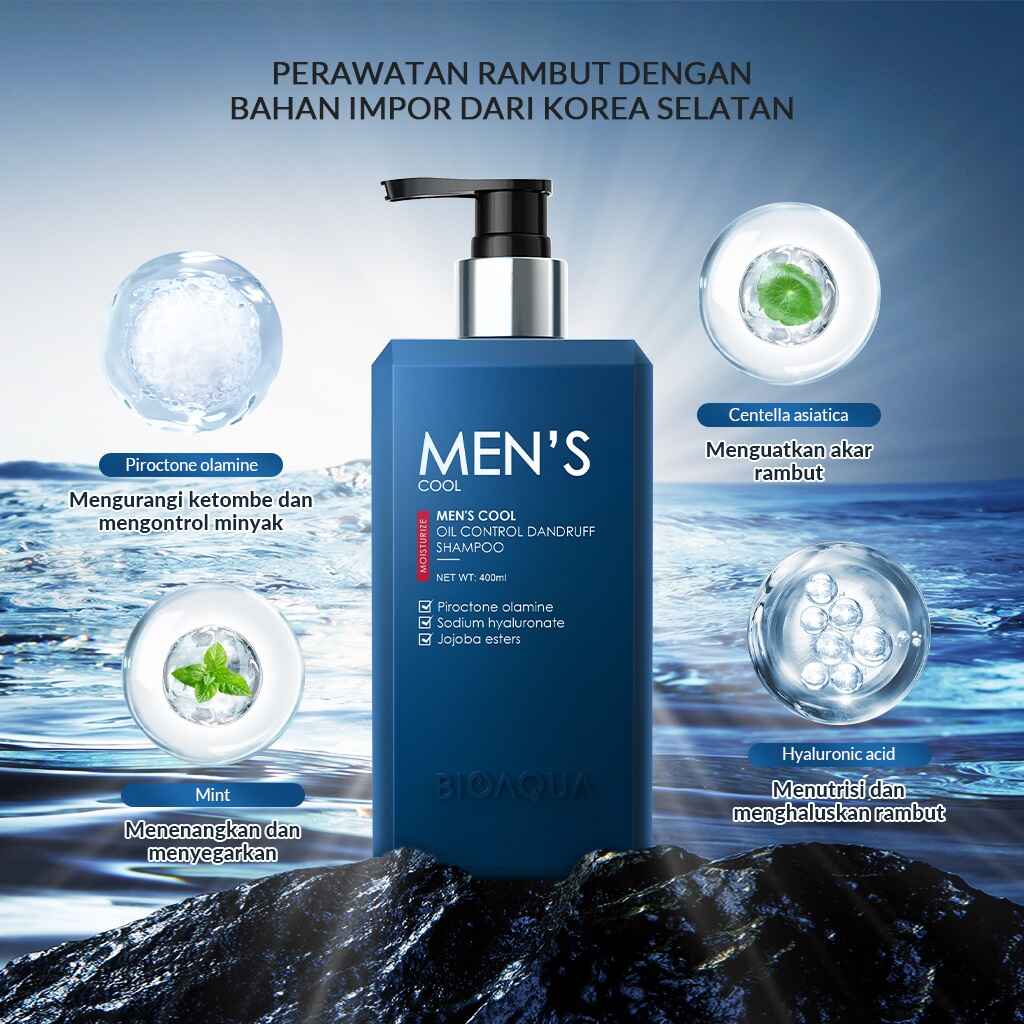 PERAWATAN RAMBUT DENGAN
BAHAN IMPOR DARI KOREA SELATAN
Piroctone olamine
Mengurangi ketombe dan
mengontrol minyak
Centella asiatica
Menguatkan akar
rambut
MEN'S
COOL
MOISTURIZE
MEN'S COOL
OIL CONTROL DANDRUFF
SHAMPOO
NET WT: 400ml
Piroctone olamine
Sodium hyaluronate
Jojoba esters
BIOAQUA
Mint
Menenangkan dan
menyegarkan
Hyaluronic acid
Menutrisi dan
menghaluskan rambut